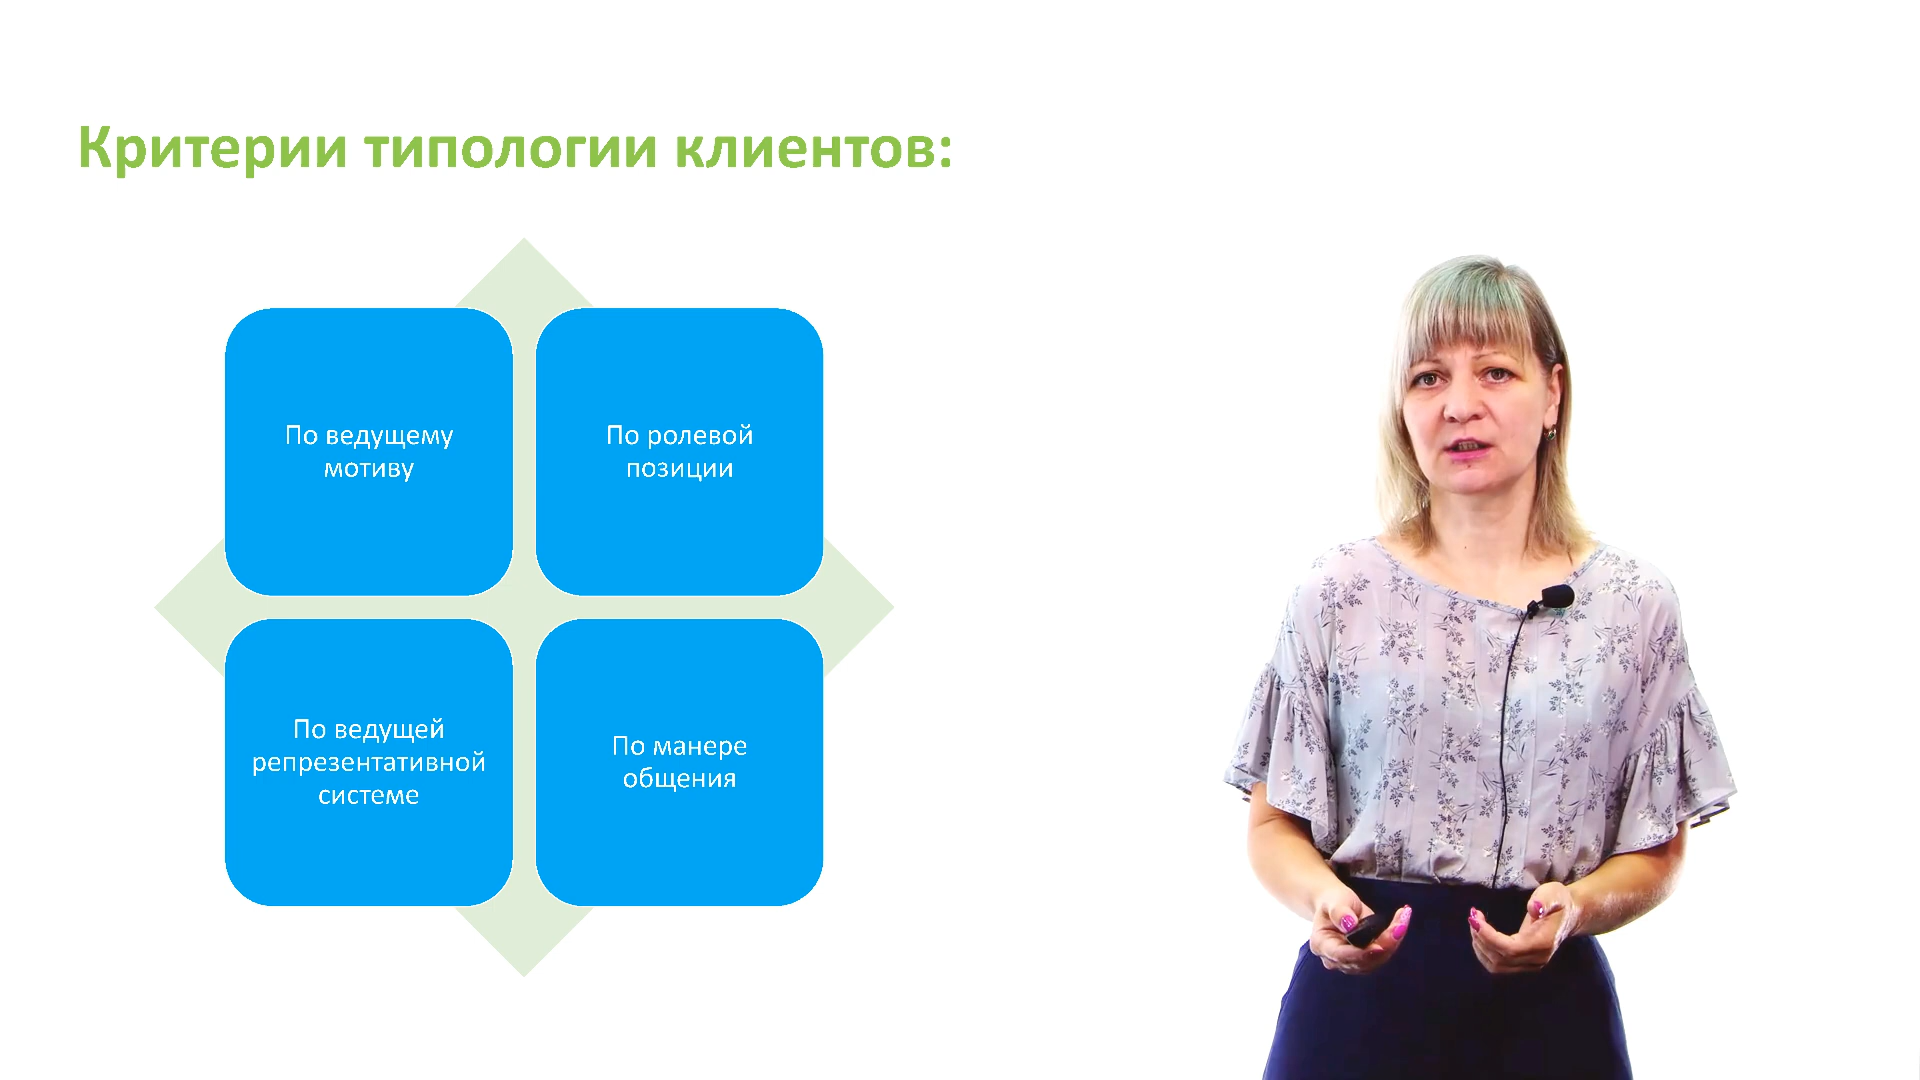 Критерии типологии клиентов:
По ведущему
мотиву
По ролевой
позиции
По ведущей
репрезентативной
системе
По манере
общения